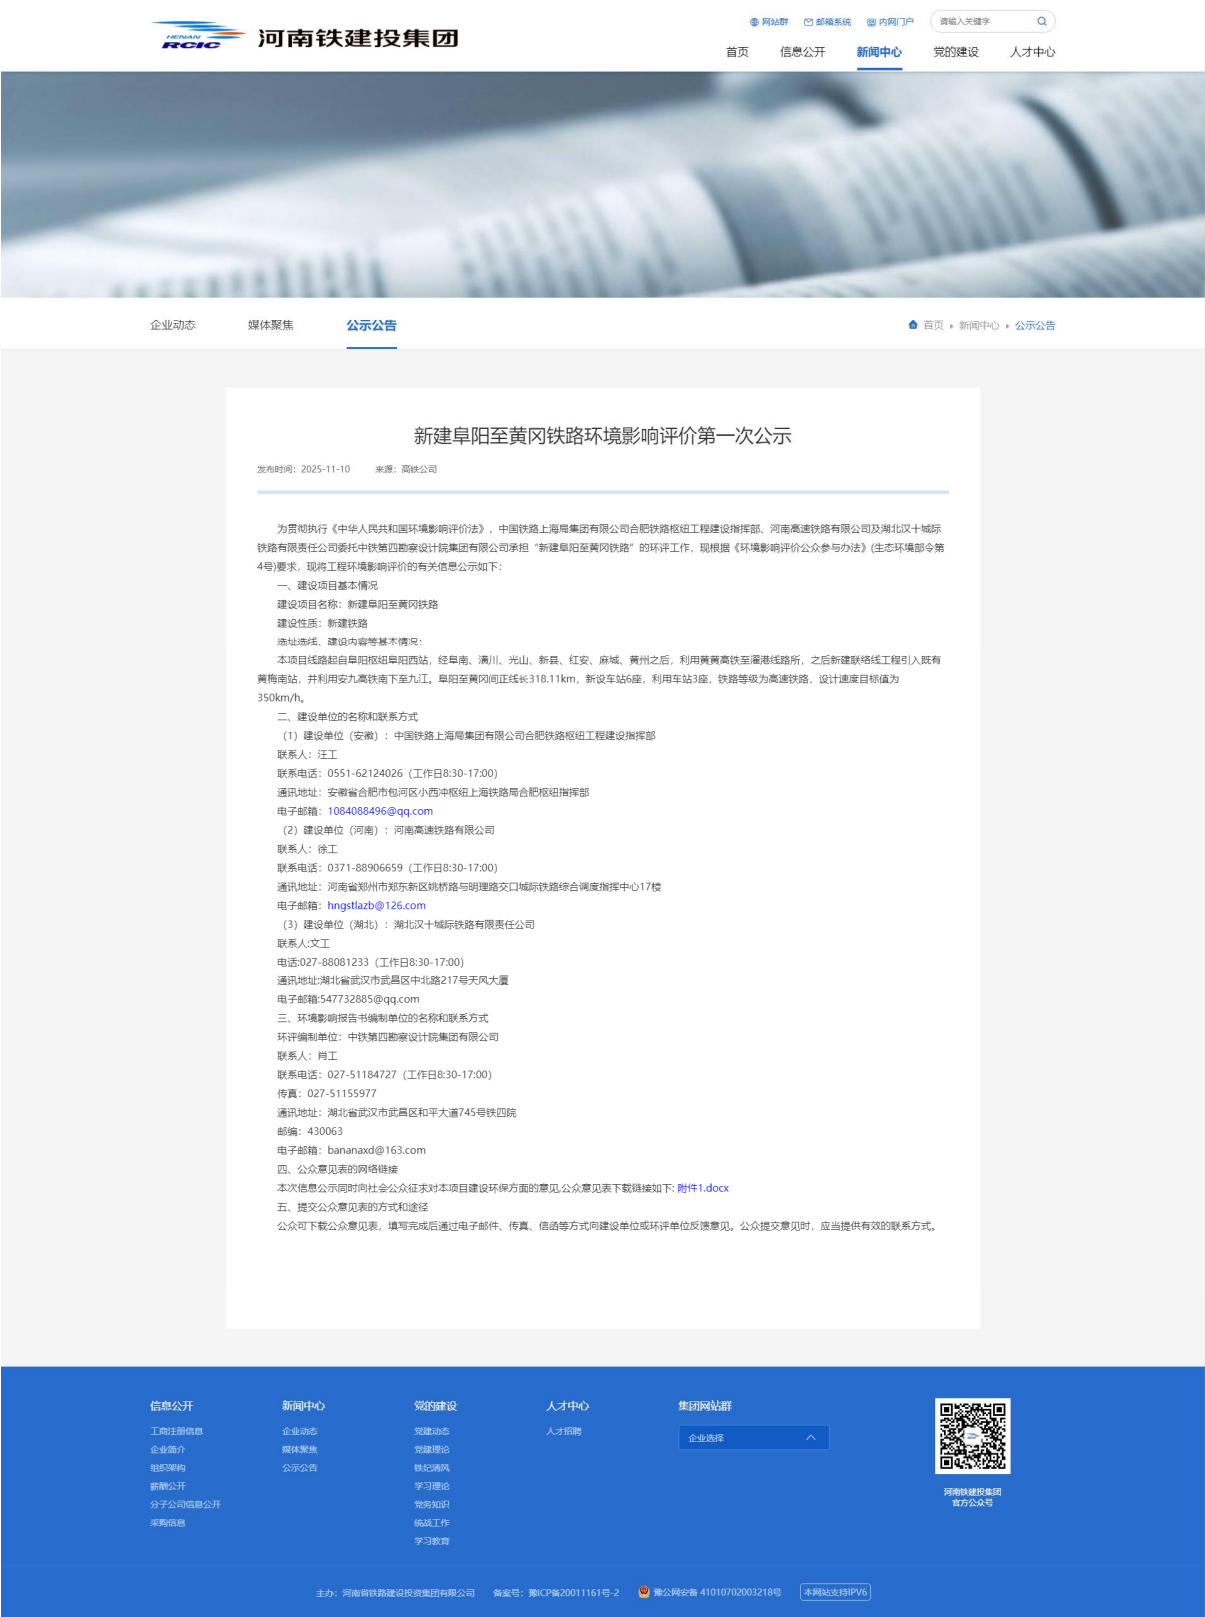 网站群 邮箱系统 内网门户 请输入关键字
HENAN
RCIC
河南铁建投集团
首页 信息公开 新闻中心 党的建设 人才中心
企业动态 媒体聚焦 公示公告
首页 新闻中心 公示公告
新建阜阳至黄冈铁路环境影响评价第一次公示
发布时间：2025-11-10 来源：高铁公司
为贯彻执行《中华人民共和国环境影响评价法》，中国铁路上海局集团有限公司合肥铁路枢纽工程建设指挥部、河南高速铁路有限公司及湖北汉十城际
铁路有限责任公司委托中铁第四勘察设计院集团有限公司承担“新建阜阳至黄冈铁路”的环评工作，现根据《环境影响评价公众参与办法》(生态环境部令第
4号)要求，现将工程环境影响评价的有关信息公示如下：
一、建设项目基本情况
建设项目名称：新建阜阳至黄冈铁路
建设性质：新建铁路
选址选线、建设内容等基本情况：
本项目线路起自阜阳枢纽阜阳西站，经阜南、潢川、光山、新县、红安、麻城、黄州之后，利用黄黄高铁至濯港线路所，之后新建联络线工程引入既有
黄梅南站，并利用安九高铁南下至九江。阜阳至黄冈间正线长318.11km，新设车站6座，利用车站3座，铁路等级为高速铁路，设计速度目标值为
350km/h。
二、建设单位的名称和联系方式
（1）建设单位（安徽）：中国铁路上海局集团有限公司合肥铁路枢纽工程建设指挥部
联系人：汪工
联系电话：0551-62124026（工作日8:30-17:00）
通讯地址：安徽省合肥市包河区小西冲枢纽上海铁路局合肥枢纽指挥部
电子邮箱：1084088496@qq.com
（2）建设单位（河南）：河南高速铁路有限公司
联系人：徐工
联系电话：0371-88906659（工作日8:30-17:00）
通讯地址：河南省郑州市郑东新区姚桥路与明理路交口城际铁路综合调度指挥中心17楼
电子邮箱：hngstlazb@126.com
（3）建设单位（湖北）：湖北汉十城际铁路有限责任公司
联系人:文工
电话:027-88081233（工作日8:30-17:00）
通讯地址:湖北省武汉市武昌区中北路217号天风大厦
电子邮箱:547732885@qq.com
三、环境影响报告书编制单位的名称和联系方式
环评编制单位：中铁第四勘察设计院集团有限公司
联系人：肖工
联系电话：027-51184727（工作日8:30-17:00）
传真：027-51155977
通讯地址：湖北省武汉市武昌区和平大道745号铁四院
邮编：430063
电子邮箱：bananaxd@163.com
四、公众意见表的网络链接
本次信息公示同时向社会公众征求对本项目建设环保方面的意见,公众意见表下载链接如下: 附件1.docx
五、提交公众意见表的方式和途径
公众可下载公众意见表，填写完成后通过电子邮件、传真、信函等方式向建设单位或环评单位反馈意见。公众提交意见时，应当提供有效的联系方式。
信息公开 新闻中心 党的建设 人才中心 集团网站群
工商注册信息 企业动态 党建动态 人才招聘 企业选择
企业简介 媒体聚焦 党建理论
组织架构 公示公告 铁纪清风
薪酬公开 学习理论
分子公司信息公开 党务知识
采购信息 统战工作
学习教育
河南铁建投集团
官方公众号
主办：河南省铁路建设投资集团有限公司 备案号：豫ICP备20011161号-2 豫公网安备 41010702003218号 本网站支持IPV6